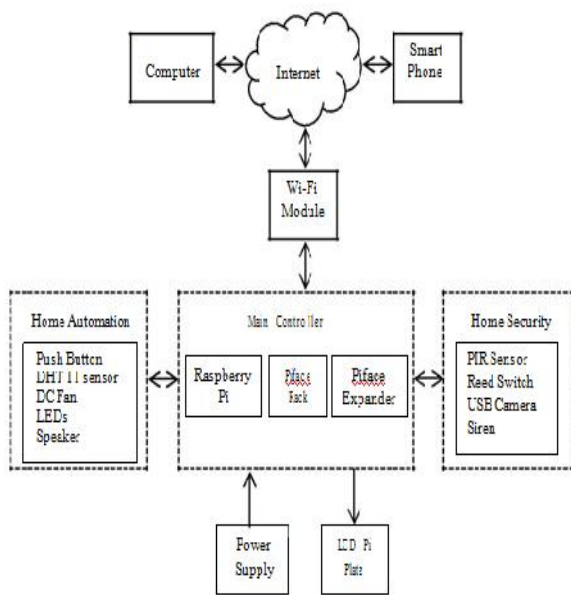 Computer
Internet
Smart
Phone
Wi-Fi
Module
Home Automation
Push Button
DHT 11 sensor
DC Fan
LEDs
Speaker
Main Controller
Raspberry
Pi
Piface
Rack
Piface
Expander
Home Security
PIR Sensor
Reed Switch
USB Camera
Siren
Power
Supply
Pi
Plate